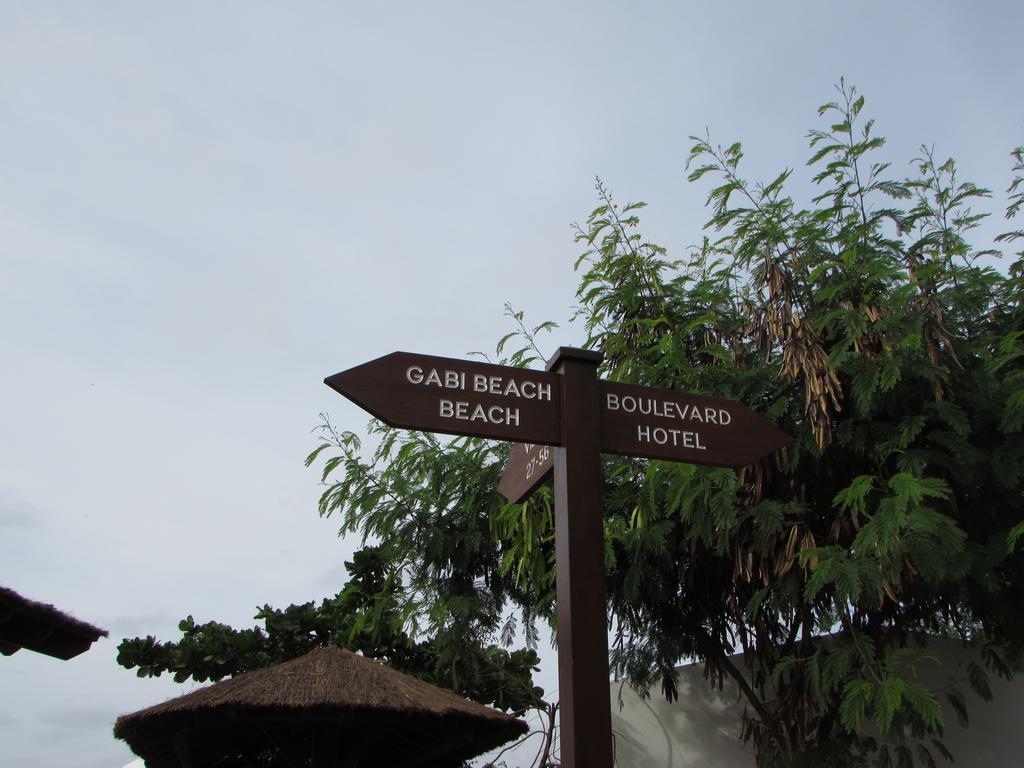 GABI BEACH
BEACH
BOULEVARD
HOTEL
27-56